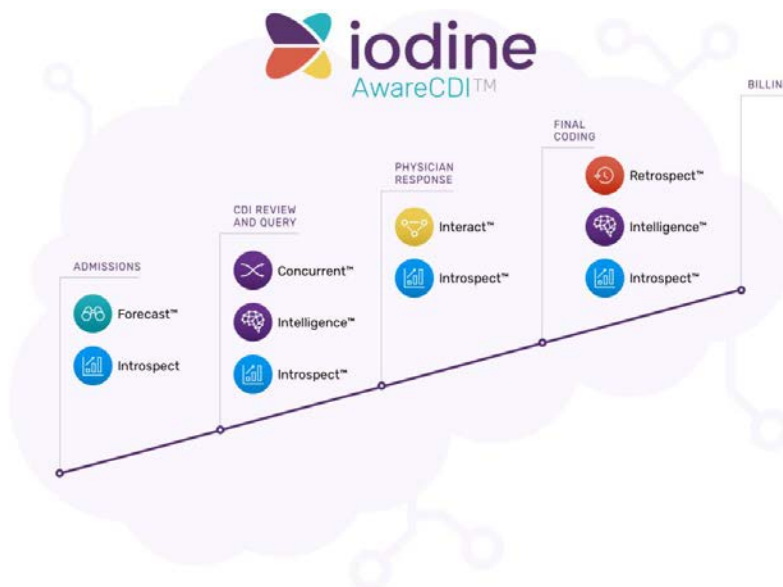 iodine
AwareCDI™
ADMISSIONS
Forecast™
Introspect
CDI REVIEW
AND QUERY
Concurrent™
Intelligence™
Introspect™
PHYSICIAN
RESPONSE
Interact™
Introspect™
FINAL
CODING
Retrospect™
Intelligence™
Introspect™
BILLIN